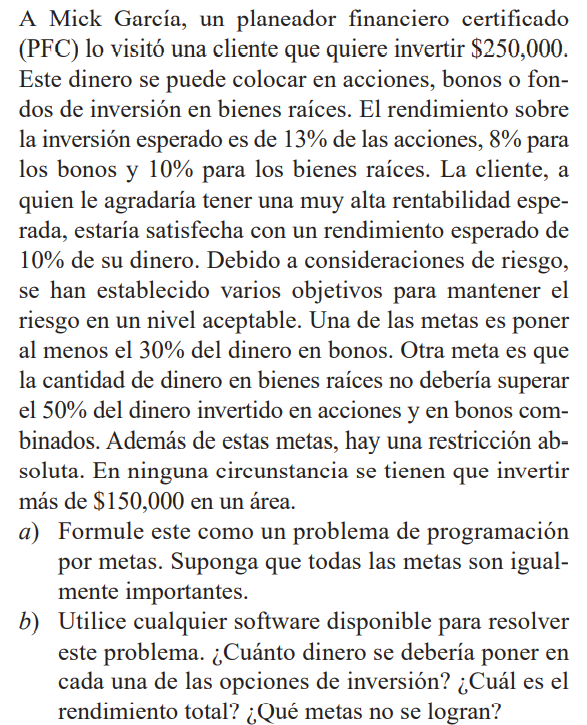 A Mick García, un planeador financiero certificado
(PFC) lo visitó una cliente que quiere invertir $250,000.
Este dinero se puede colocar en acciones, bonos o fon-
dos de inversión en bienes raíces. El rendimiento sobre
la inversión esperado es de 13% de las acciones, 8% para
los bonos y 10% para los bienes raíces. La cliente, a
quien le agradaría tener una muy alta rentabilidad espe-
rada, estaría satisfecha con un rendimiento esperado de
10% de su dinero. Debido a consideraciones de riesgo,
se han establecido varios objetivos para mantener el
riesgo en un nivel aceptable. Una de las metas es poner
al menos el 30% del dinero en bonos. Otra meta es que
la cantidad de dinero en bienes raíces no debería superar
el 50% del dinero invertido en acciones y en bonos com-
binados. Además de estas metas, hay una restricción ab-
soluta. En ninguna circunstancia se tienen que invertir
más de $150,000 en un área.
a) Formule este como un problema de programación
por metas. Suponga que todas las metas son igual-
mente importantes.
b) Utilice cualquier software disponible para resolver
este problema. ¿Cuánto dinero se debería poner en
cada una de las opciones de inversión? ¿Cuál es el
rendimiento total? ¿Qué metas no se logran?